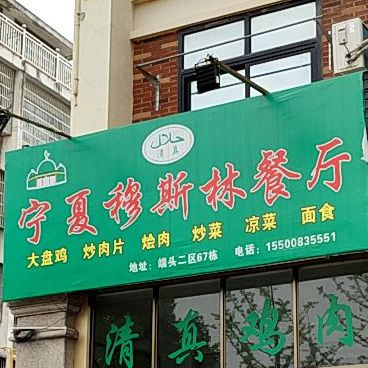 حلال
清真
宁夏穆斯林餐厅
大盘鸡 炒肉片 烩肉 炒菜 凉菜 面食
地址：端头二区67栋 电话：15500835551
清真鸡肉